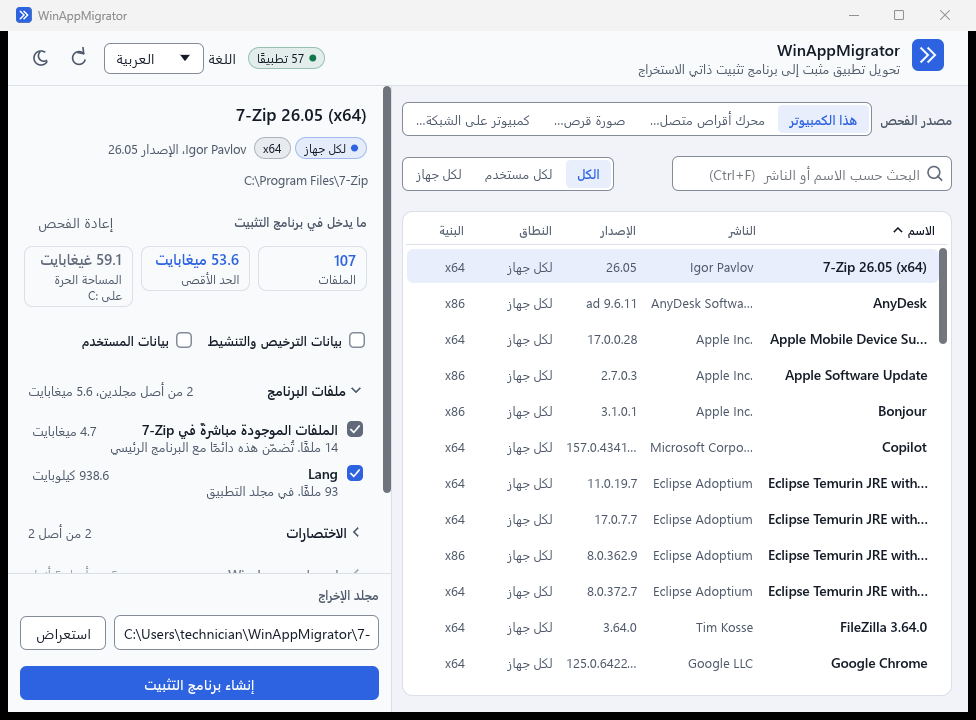 WinAppMigrator
WinAppMigrator
تحويل تطبيق مثبت إلى برنامج تثبيت ذاتي الاستخراج
57 تطبيقًا
اللغة
العربية
مصدر الفحص
هذا الكمبيوتر
محرك أقراص متصل...
صورة قرص...
كمبيوتر على الشبكة...
البحث حسب الاسم أو الناشر (Ctrl+F)
الكل
لكل مستخدم
لكل جهاز
الاسم الناشر الإصدار النطاق البنية
7-Zip 26.05 (x64) Igor Pavlov 26.05 لكل جهاز x64
AnyDesk AnyDesk Softwa... ad 9.6.11 لكل جهاز x86
Apple Mobile Device Su... Apple Inc. 17.0.0.28 لكل جهاز x64
Apple Software Update Apple Inc. 2.7.0.3 لكل جهاز x86
Bonjour Apple Inc. 3.1.0.1 لكل جهاز x86
Copilot Microsoft Corpo... 157.0.4341... لكل جهاز x64
Eclipse Temurin JRE with... Eclipse Adoptium 11.0.19.7 لكل جهاز x64
Eclipse Temurin JRE with... Eclipse Adoptium 17.0.7.7 لكل جهاز x64
Eclipse Temurin JRE with... Eclipse Adoptium 8.0.362.9 لكل جهاز x86
Eclipse Temurin JRE with... Eclipse Adoptium 8.0.372.7 لكل جهاز x64
FileZilla 3.64.0 Tim Kosse 3.64.0 لكل جهاز x64
Google Chrome Google LLC 125.0.6422... لكل جهاز x64
7-Zip 26.05 (x64)
لكل جهاز x64 Igor Pavlov، الإصدار 26.05
C:\Program Files\7-Zip
ما يدخل في برنامج التثبيت
إعادة الفحص
107
الملفات
53.6 ميغابايت
الحد الأقصى
59.1 غيغابايت
المساحة الحرة
على C:
بيانات الترخيص والتنشيط
بيانات المستخدم
ملفات البرنامج
2 من أصل مجلدين، 5.6 ميغابايت
الملفات الموجودة مباشرةً في 7-Zip
4.7 ميغابايت
14 ملفًا. تُضمّن هذه دائمًا مع البرنامج الرئيسي
Lang
938.6 كيلوبايت
93 ملفًا. في مجلد التطبيق
الاختصارات
2 من أصل 2
مجلد الإخراج
C:\Users\technician\WinAppMigrator\7-
استعراض
إنشاء برنامج التثبيت